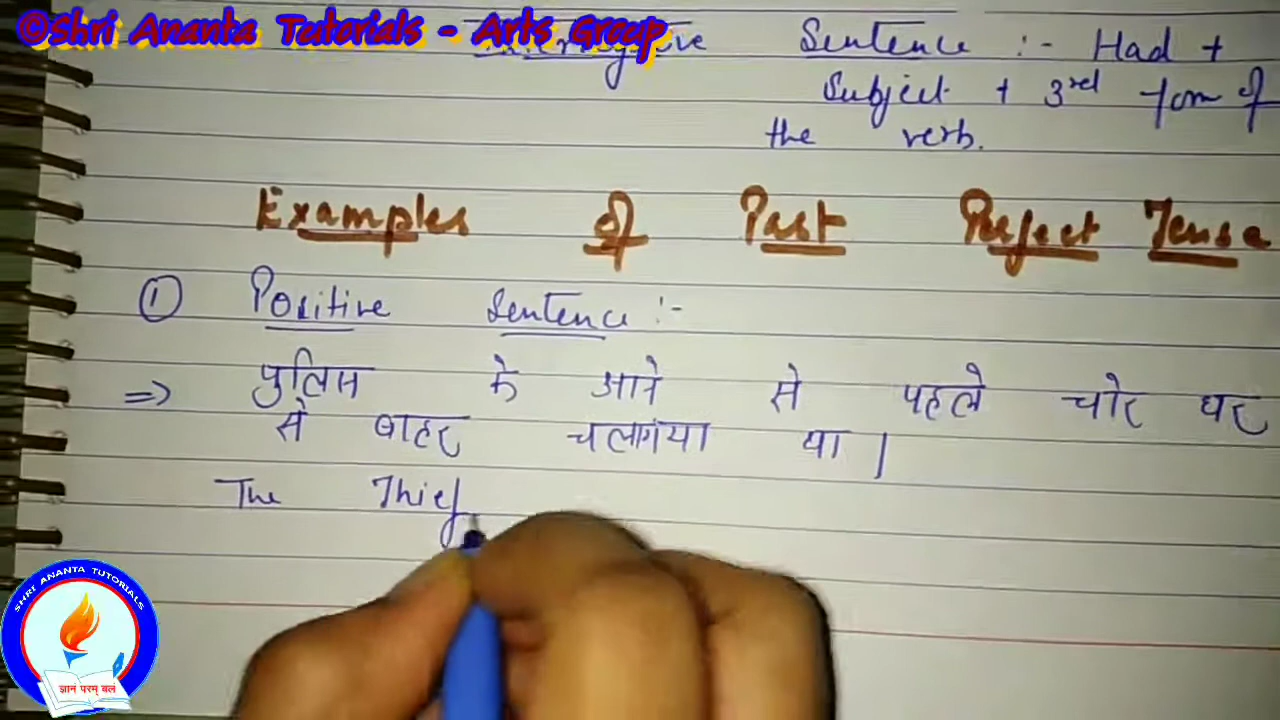 ©Shri Ananta Tutorials - Arts Group
Sentence :- Had +
Subject + 3rd form of
the verb.
Examples of Past Perfect Tense
① Positive Sentence :-
⇒ पुलिस के आने से पहले चोर घर
से बाहर चलागया था।
The Thief
SHRI ANANTA TUTORIALS
ज्ञानं परमं बलं